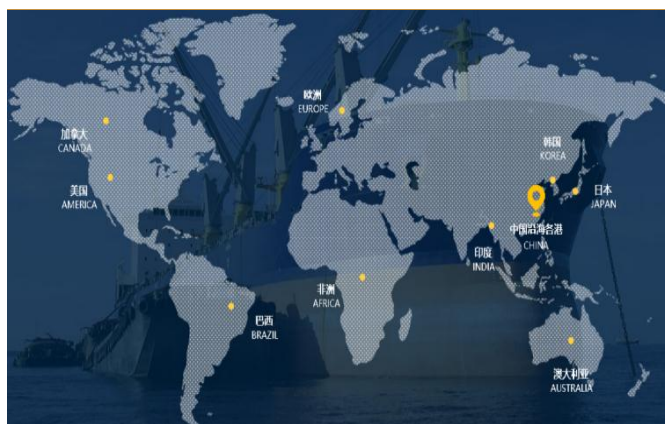 欧洲
EUROPE
加拿大
CANADA
韩国
KOREA
美国
AMERICA
日本
JAPAN
中国沿海各港
CHINA
印度
INDIA
非洲
AFRICA
巴西
BRAZIL
澳大利亚
AUSTRALIA